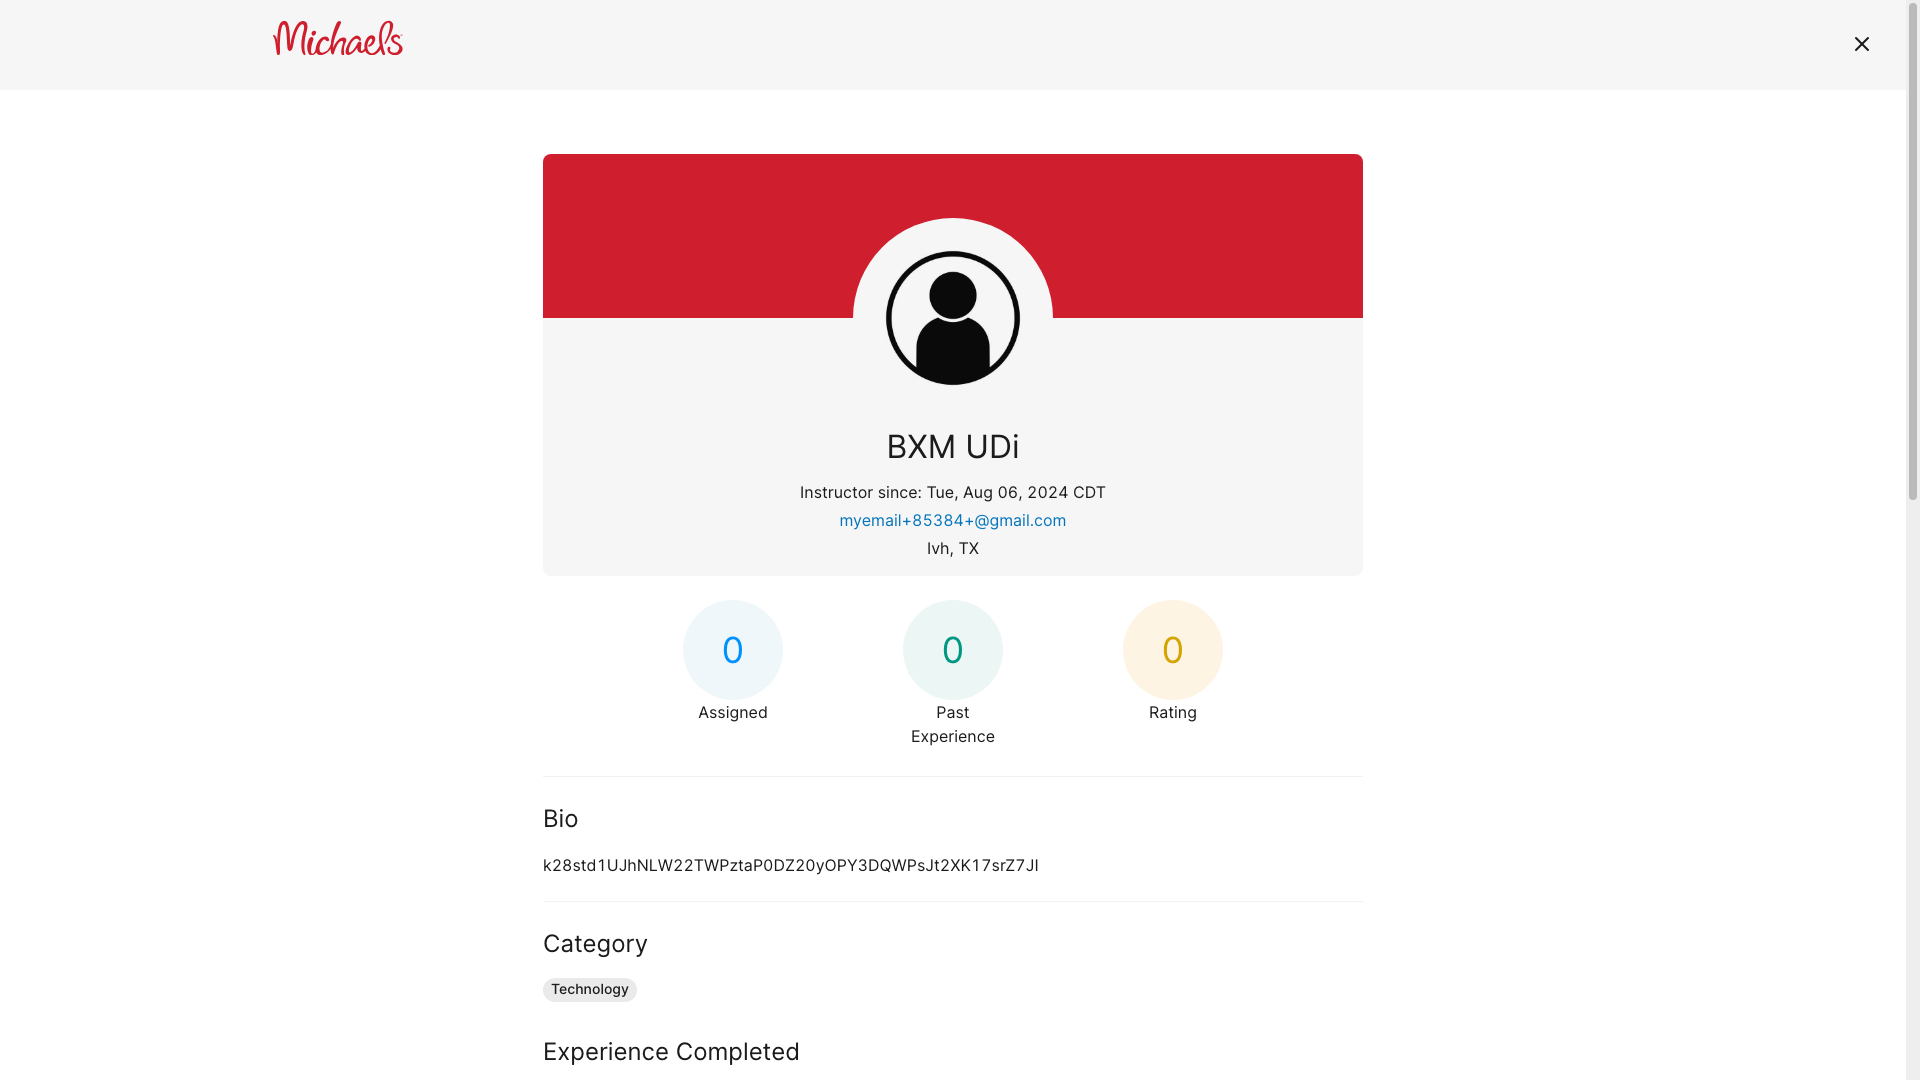 Michaels
BXM UDi
Instructor since: Tue, Aug 06, 2024 CDT
myemail+85384+@gmail.com
Ivh, TX
0
0
0
Assigned
Past
Experience
Rating
Bio
k28std1UJhNLW22TWPztaP0DZ20yOPY3DQWPsJt2XK17srZ7JI
Category
Technology
Experience Completed